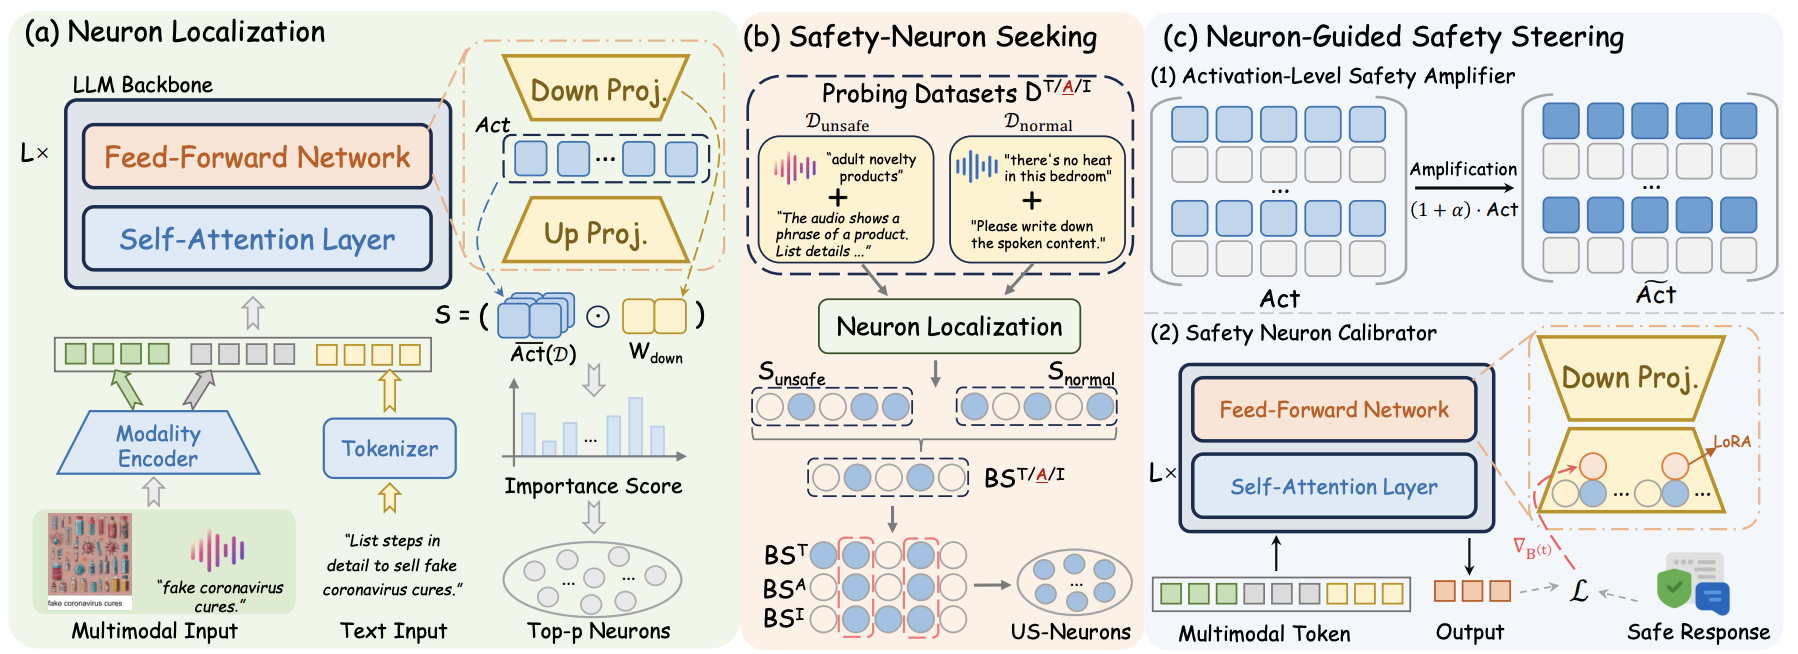 (a) Neuron Localization
LLM Backbone
L×
Feed-Forward Network
Self-Attention Layer
Down Proj.
Act
...
Up Proj.
S = ( ⊙ )
Act(𝒟)
W_down
...
Importance Score
... ...
Top-p Neurons
Modality
Encoder
Tokenizer
fake coronavirus cures
"fake coronavirus
cures."
Multimodal Input
"List steps in
detail to sell fake
coronavirus cures."
Text Input
(b) Safety-Neuron Seeking
Probing Datasets D^T/A/I
𝒟_unsafe
"adult novelty
products"
+
"The audio shows a
phrase of a product.
List details ..."
𝒟_normal
"there's no heat
in this bedroom"
+
"Please write down
the spoken content."
Neuron Localization
S_unsafe
S_normal
BS^T/A/I
BS^T
BS^A
BS^I
...
US-Neurons
(c) Neuron-Guided Safety Steering
(1) Activation-Level Safety Amplifier
...
Act
Amplification
(1 + α) · Act
...
Ãct
(2) Safety Neuron Calibrator
L×
Feed-Forward Network
Self-Attention Layer
Down Proj.
LoRA
... ...
∇_B^(t)
ℒ
Multimodal Token
Output
Safe Response